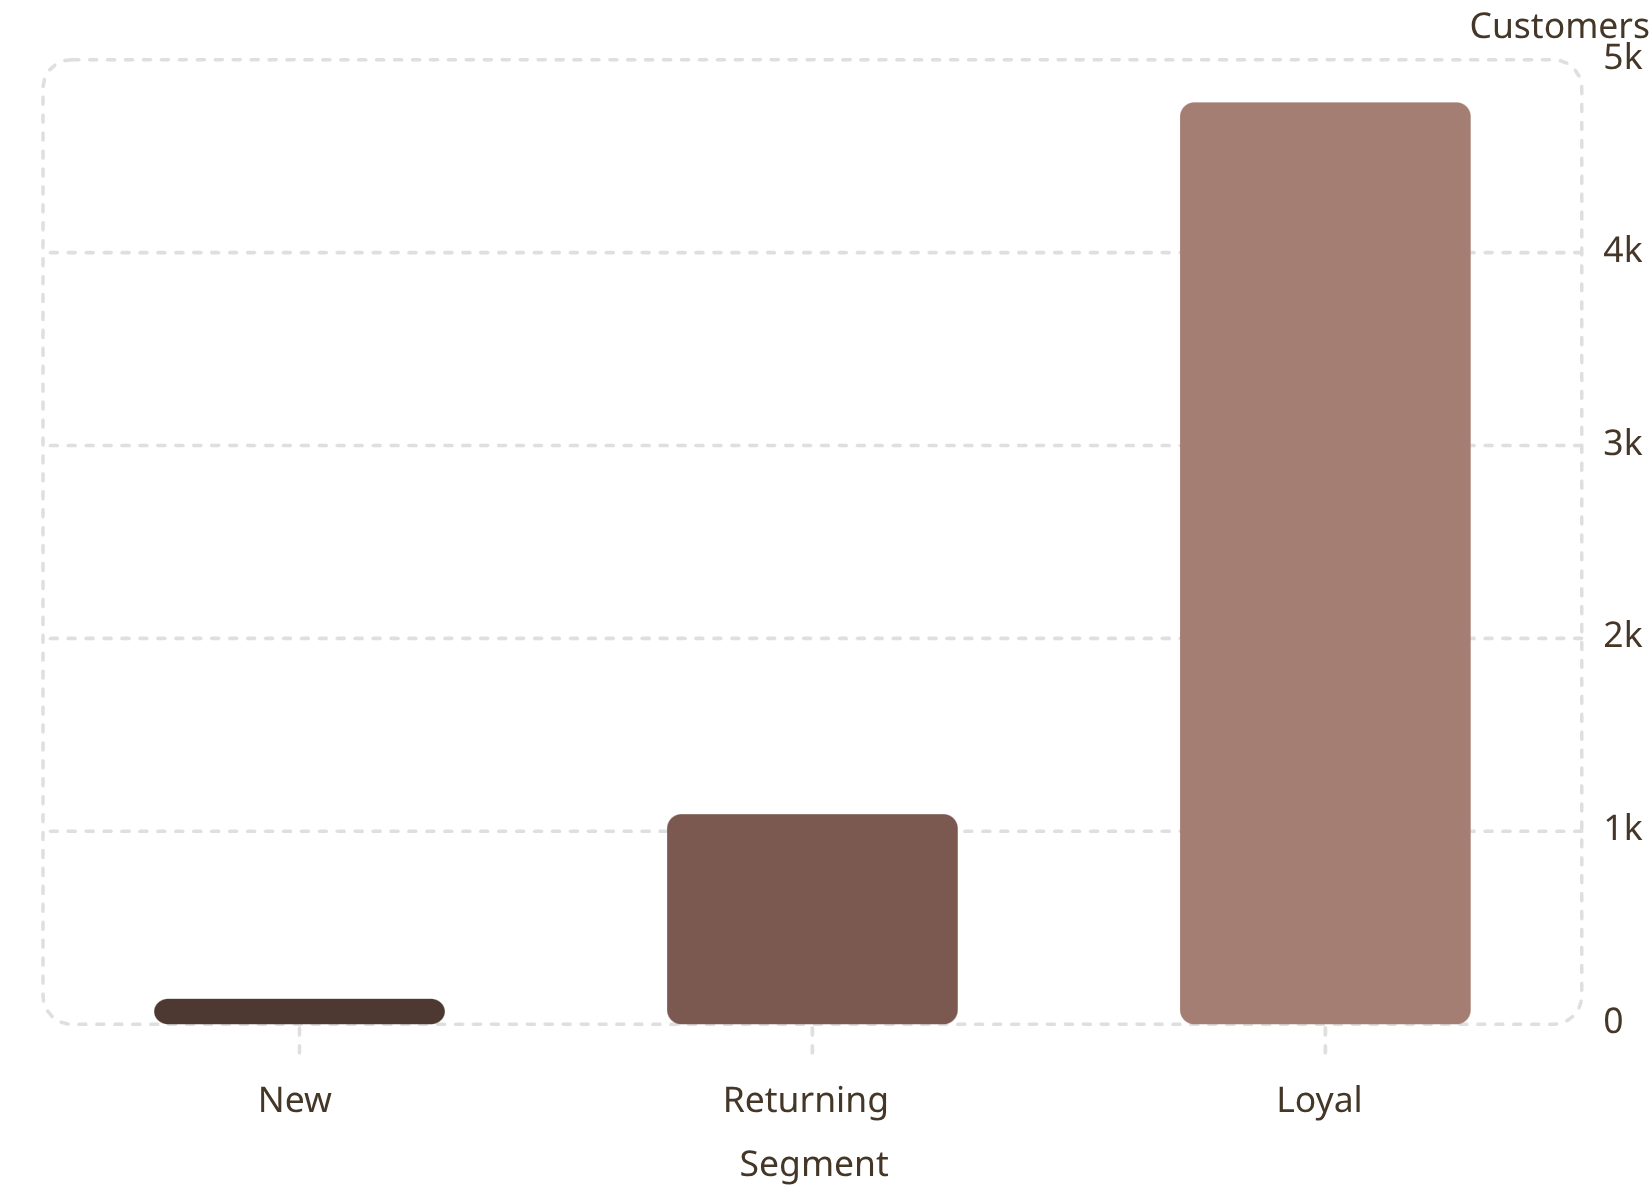 Customers
5k
4k
3k
2k
1k
0
New Returning Loyal
Segment